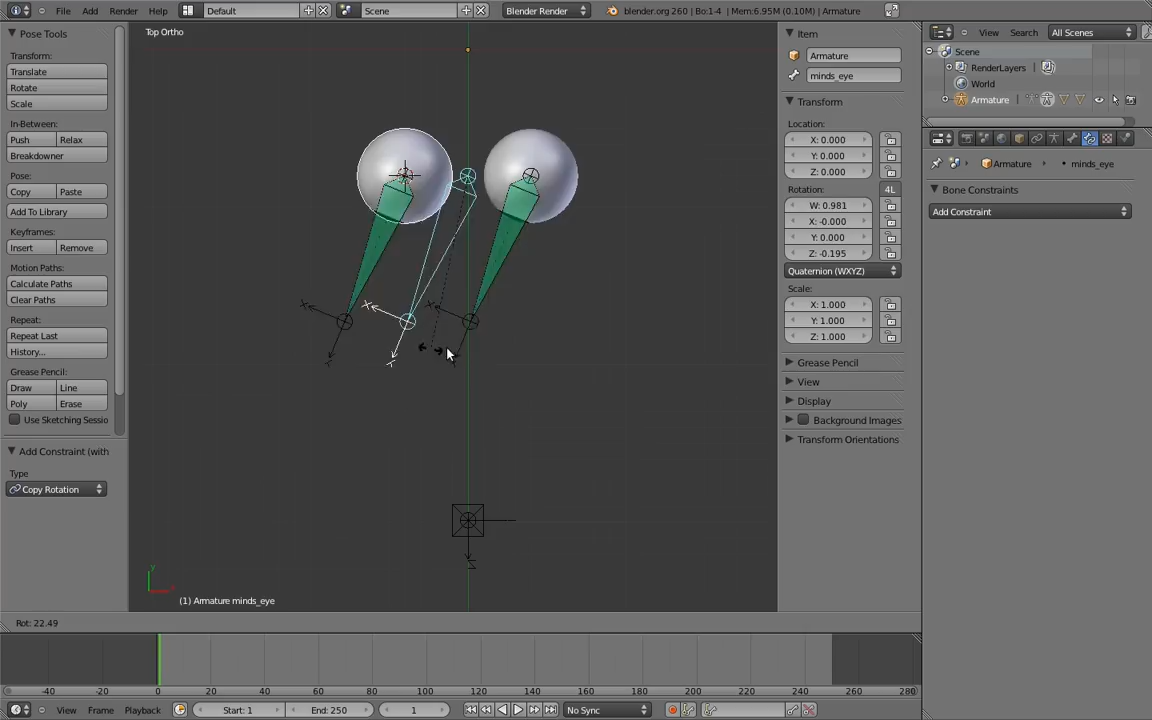 File Add Render Help Default Scene Blender Render blender.org 260 | Bo:1-4 | Mem:6.95M (0.10M) | Armature
Pose Tools
Transform:
Translate
Rotate
Scale
In-Between:
Push Relax
Breakdowner
Pose:
Copy Paste
Add To Library
Keyframes:
Insert Remove
Motion Paths:
Calculate Paths
Clear Paths
Repeat:
Repeat Last
History...
Grease Pencil:
Draw Line
Poly Erase
Use Sketching Sessio
Add Constraint (with
Type
Copy Rotation
Top Ortho
(1) Armature minds_eye
Item
Armature
minds_eye
Transform
Location:
X: 0.000
Y: 0.000
Z: 0.000
Rotation: 4L
W: 0.981
X: -0.000
Y: 0.000
Z: -0.195
Quaternion (WXYZ)
Scale:
X: 1.000
Y: 1.000
Z: 1.000
Grease Pencil
View
Display
Background Images
Transform Orientations
View Search All Scenes
Scene
RenderLayers
World
Armature
Armature minds_eye
Bone Constraints
Add Constraint
Rot: 22.49
-40 -20 0 20 40 60 80 100 120 140 160 180 200 220 240 260 280
View Frame Playback Start: 1 End: 250 1 No Sync